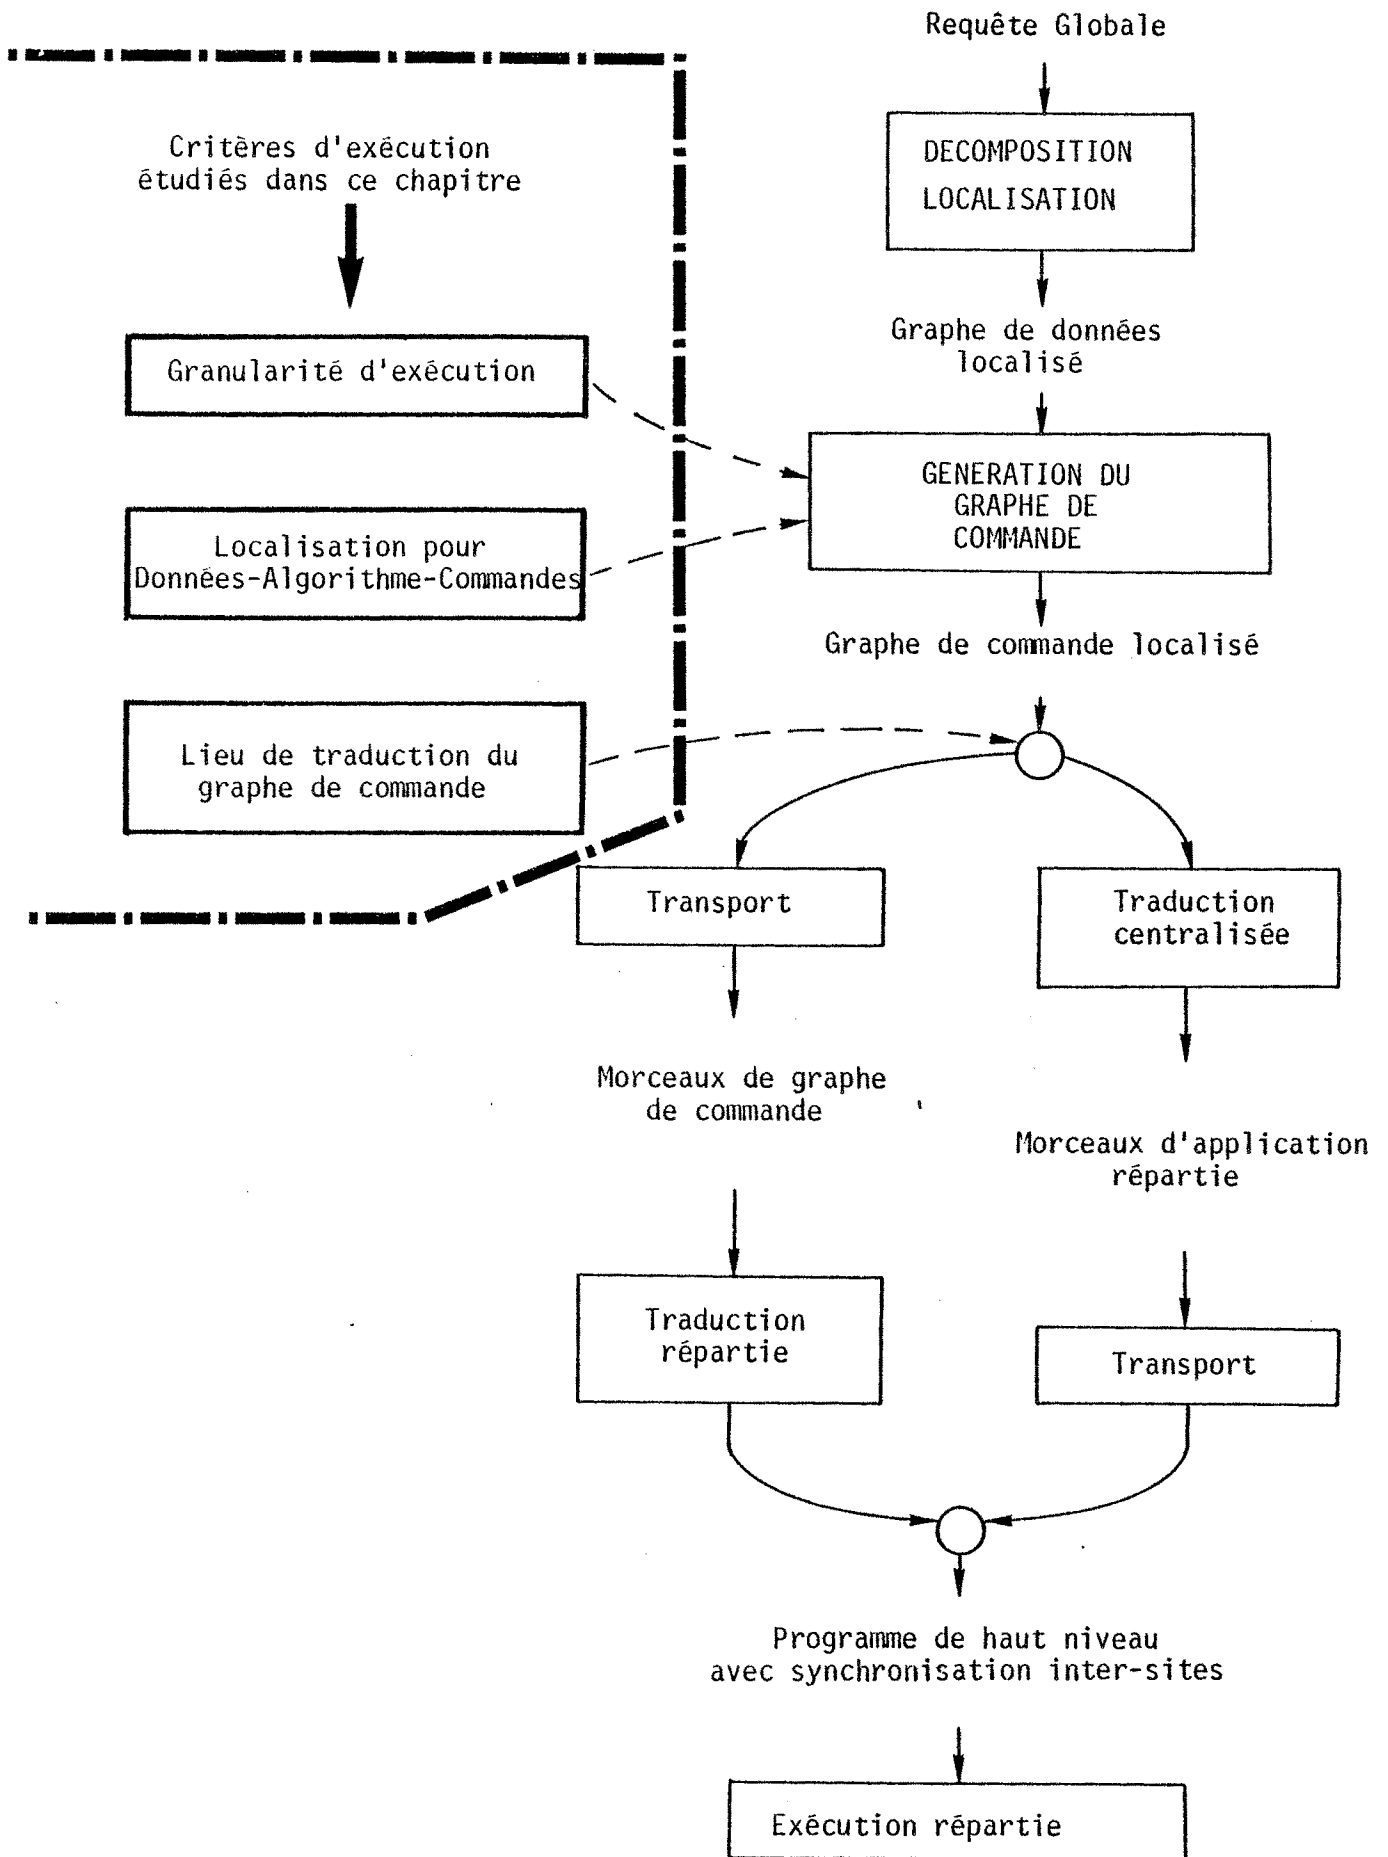 Requête Globale
Critères d'exécution
étudiés dans ce chapitre
DECOMPOSITION
LOCALISATION
Graphe de données
localisé
Granularité d'exécution
GENERATION DU
GRAPHE DE
COMMANDE
Localisation pour
Données-Algorithme-Commandes
Graphe de commande localisé
Lieu de traduction du
graphe de commande
Transport
Traduction
centralisée
Morceaux de graphe
de commande
Morceaux d'application
répartie
Traduction
répartie
Transport
Programme de haut niveau
avec synchronisation inter-sites
Exécution répartie